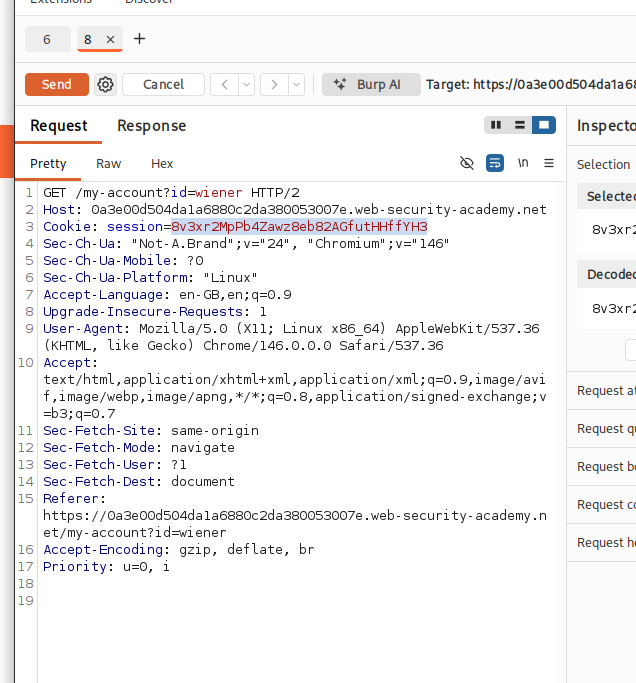 Extensions Discover
6 8 × +
Send Cancel < > Burp AI Target: https://0a3e00d504da1a68
Request Response Inspecto
Pretty Raw Hex \n Selection
1 GET /my-account?id=wiener HTTP/2
2 Host: 0a3e00d504da1a6880c2da380053007e.web-security-academy.net
3 Cookie: session=8v3xr2MpPb4Zawz8eb82AGfutHHffYH3
4 Sec-Ch-Ua: "Not-A.Brand";v="24", "Chromium";v="146"
5 Sec-Ch-Ua-Mobile: ?0
6 Sec-Ch-Ua-Platform: "Linux"
7 Accept-Language: en-GB,en;q=0.9
8 Upgrade-Insecure-Requests: 1
9 User-Agent: Mozilla/5.0 (X11; Linux x86_64) AppleWebKit/537.36
(KHTML, like Gecko) Chrome/146.0.0.0 Safari/537.36
10 Accept:
text/html,application/xhtml+xml,application/xml;q=0.9,image/avi
f,image/webp,image/apng,*/*;q=0.8,application/signed-exchange;v
=b3;q=0.7
11 Sec-Fetch-Site: same-origin
12 Sec-Fetch-Mode: navigate
13 Sec-Fetch-User: ?1
14 Sec-Fetch-Dest: document
15 Referer:
https://0a3e00d504da1a6880c2da380053007e.web-security-academy.n
et/my-account?id=wiener
16 Accept-Encoding: gzip, deflate, br
17 Priority: u=0, i
18
19
Selected
8v3xr2
Decoded
8v3xr2
Request at
Request qu
Request bo
Request co
Request he